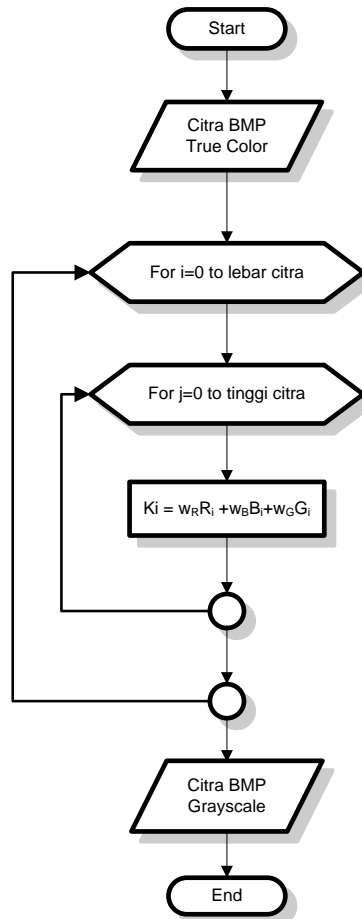 Start
Citra BMP
True Color
For i=0 to lebar citra
For j=0 to tinggi citra
Ki = wRRi +wBBi+wGGi
Citra BMP
Grayscale
End